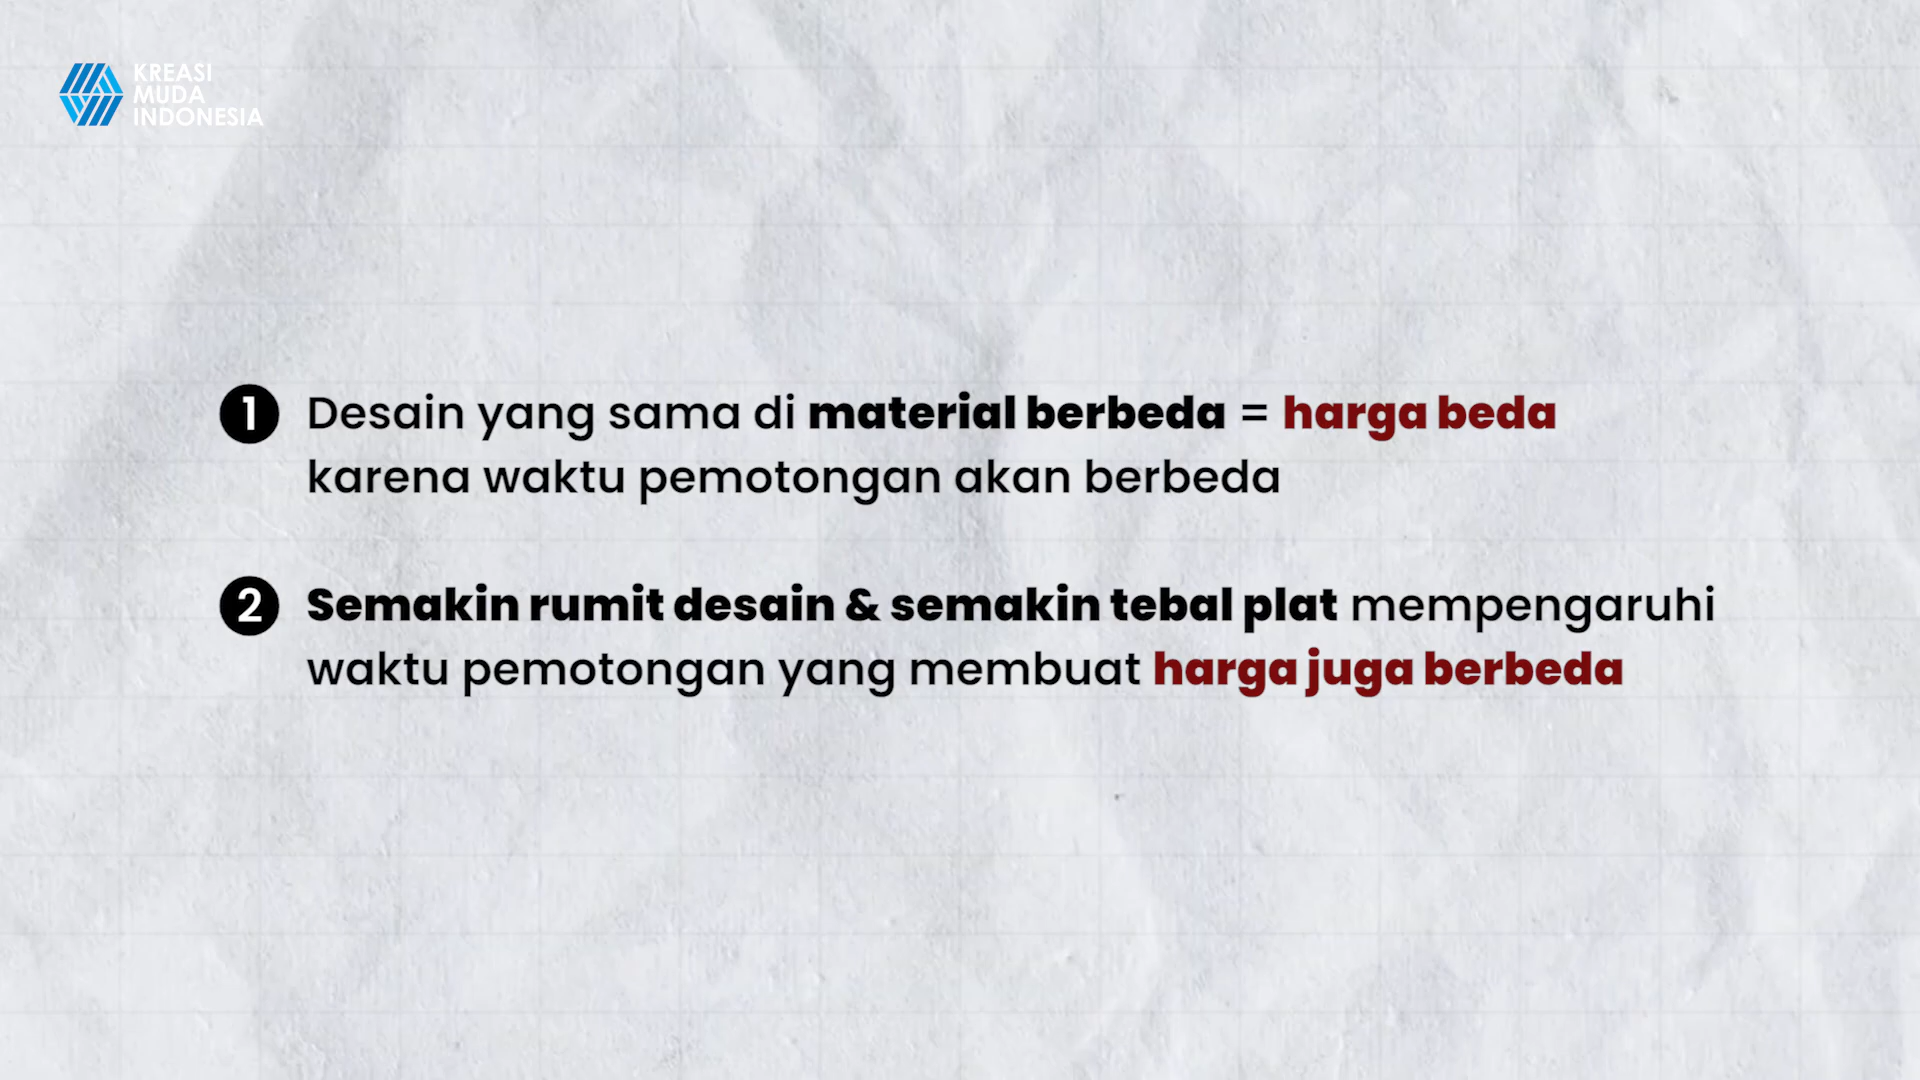 KREASI
MUDA
INDONESIA
1 Desain yang sama di material berbeda = harga beda
karena waktu pemotongan akan berbeda
2 Semakin rumit desain & semakin tebal plat mempengaruhi
waktu pemotongan yang membuat harga juga berbeda